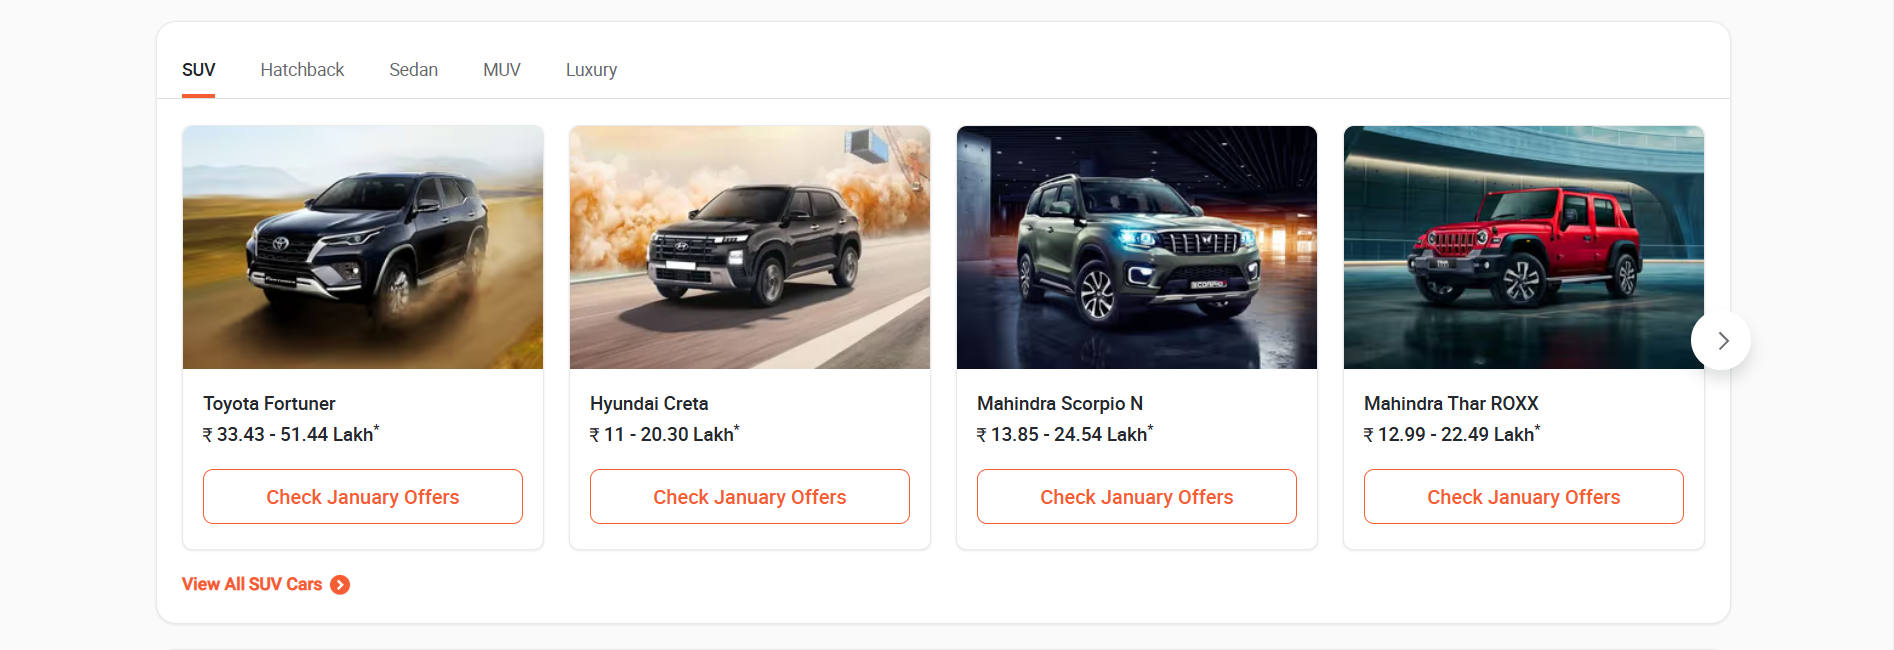 SUV Hatchback Sedan MUV Luxury
FORTUNER
SCORPIO
Toyota Fortuner
₹ 33.43 - 51.44 Lakh*
Check January Offers
Hyundai Creta
₹ 11 - 20.30 Lakh*
Check January Offers
Mahindra Scorpio N
₹ 13.85 - 24.54 Lakh*
Check January Offers
Mahindra Thar ROXX
₹ 12.99 - 22.49 Lakh*
Check January Offers
View All SUV Cars